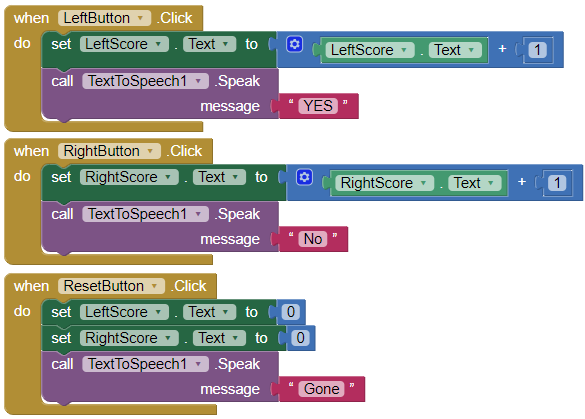 when LeftButton .Click
do set LeftScore . Text to LeftScore . Text + 1
call TextToSpeech1 .Speak
message “ YES ”
when RightButton .Click
do set RightScore . Text to RightScore . Text + 1
call TextToSpeech1 .Speak
message “ No ”
when ResetButton .Click
do set LeftScore . Text to 0
set RightScore . Text to 0
call TextToSpeech1 .Speak
message “ Gone ”